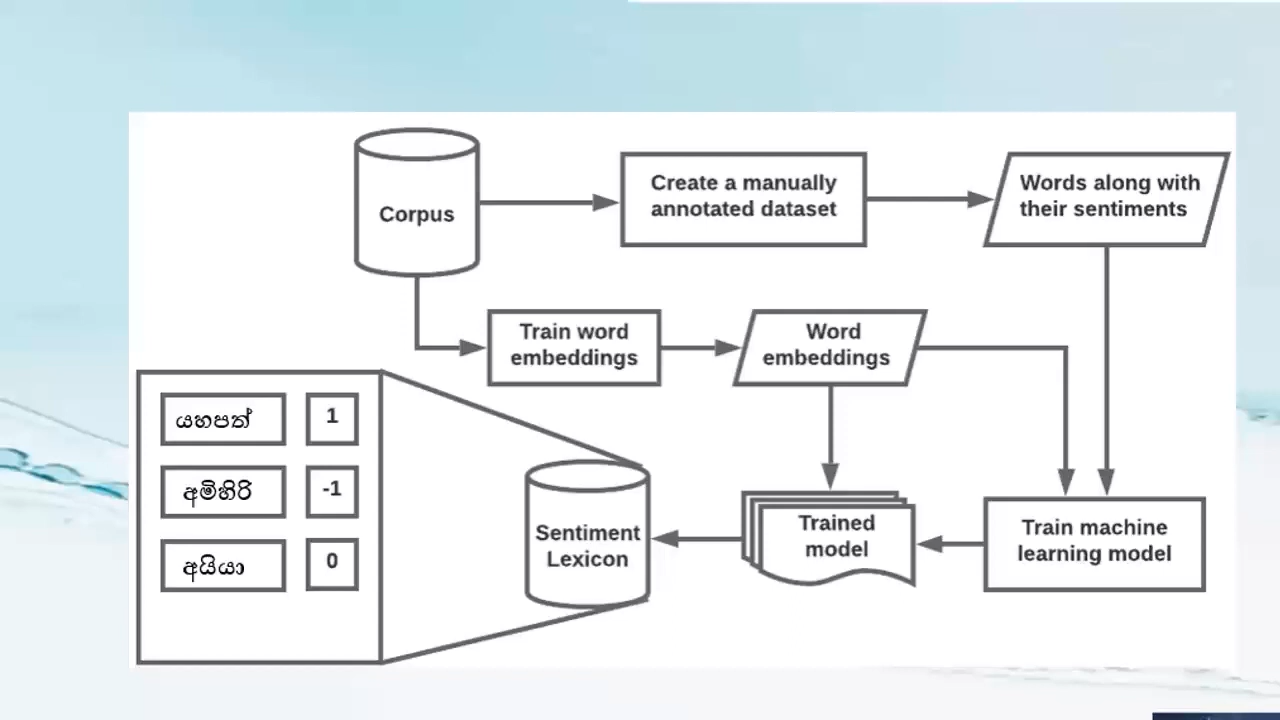 Corpus
Create a manually
annotated dataset
Words along with
their sentiments
Train word
embeddings
Word
embeddings
යහපත් 1
අමිහිරි -1
අයියා 0
Sentiment
Lexicon
Trained
model
Train machine
learning model